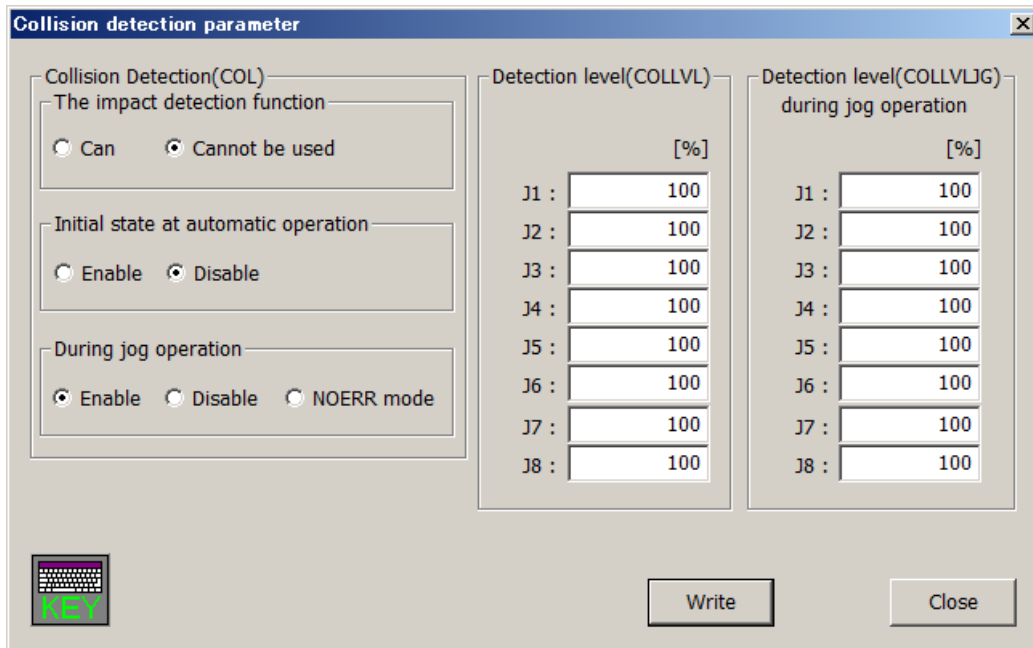 Collision detection parameter
Collision Detection(COL)
The impact detection function
Can
Cannot be used
Initial state at automatic operation
Enable
Disable
During jog operation
Enable
Disable
NOERR mode
Detection level(COLLVL)
[%]
J1 : 100
J2 : 100
J3 : 100
J4 : 100
J5 : 100
J6 : 100
J7 : 100
J8 : 100
Detection level(COLLVLJG)
during jog operation
[%]
J1 : 100
J2 : 100
J3 : 100
J4 : 100
J5 : 100
J6 : 100
J7 : 100
J8 : 100
KEY
Write
Close